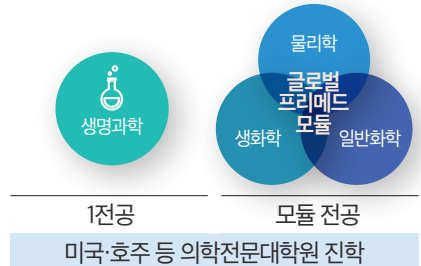 생명과학
물리학
글로벌
프리메드
모듈
생화학
일반화학
1전공
모듈 전공
미국·호주 등 의학전문대학원 진학